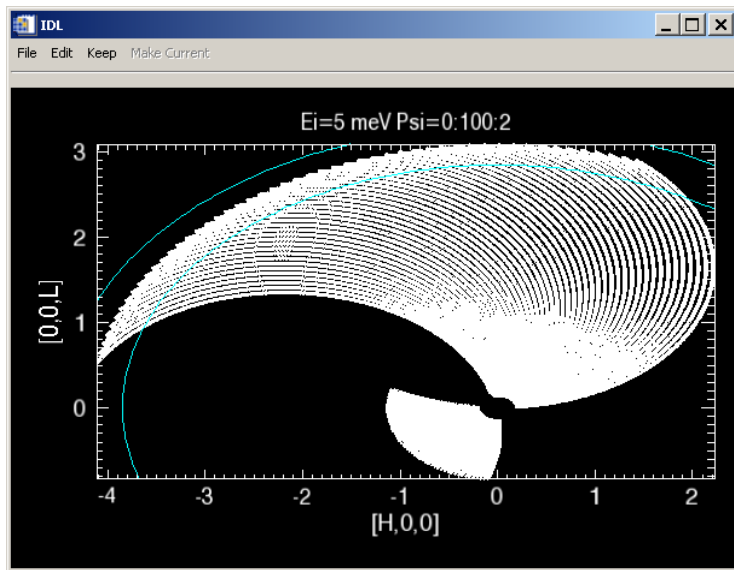 IDL
File Edit Keep Make Current
Ei=5 meV Psi=0:100:2
3
2
1
0
[0,0,L]
-4 -3 -2 -1 0 1 2
[H,0,0]